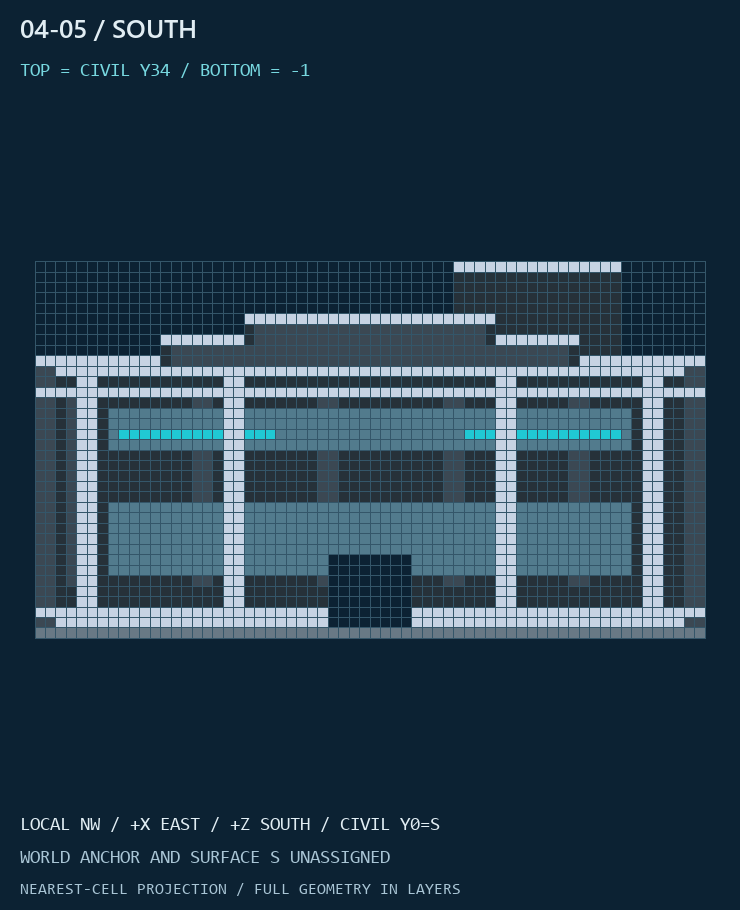 04-05 / SOUTH
TOP = CIVIL Y34 / BOTTOM = -1
LOCAL NW / +X EAST / +Z SOUTH / CIVIL Y0=S
WORLD ANCHOR AND SURFACE S UNASSIGNED
NEAREST-CELL PROJECTION / FULL GEOMETRY IN LAYERS